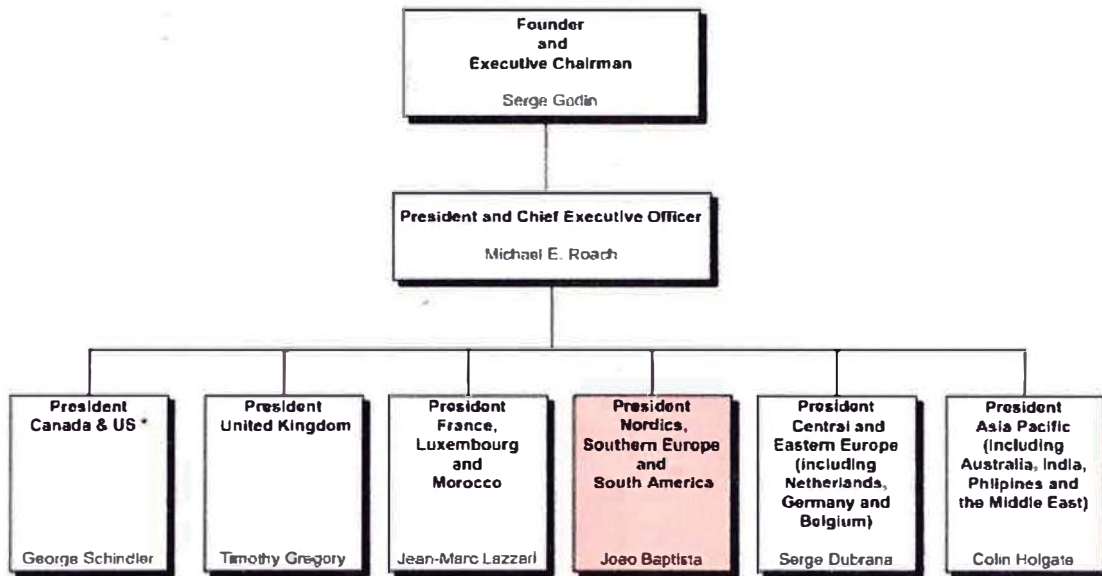 Founder
and
Executive Chairman
Serge Godin
President and Chief Executive Officer
Michael E. Roach
President
Canada & US *
George Schindler
President
United Kingdom
Timothy Gregory
President
France,
Luxembourg
and
Morocco
Jean-Marc Lazzari
President
Nordics,
Southern Europe
and
South America
Joao Baptista
President
Central and
Eastern Europe
(including
Netherlands,
Germany and
Belgium)
Serge Dubrana
President
Asia Pacific
(including
Australia, India,
Philipines and
the Middle East)
Colin Holgate